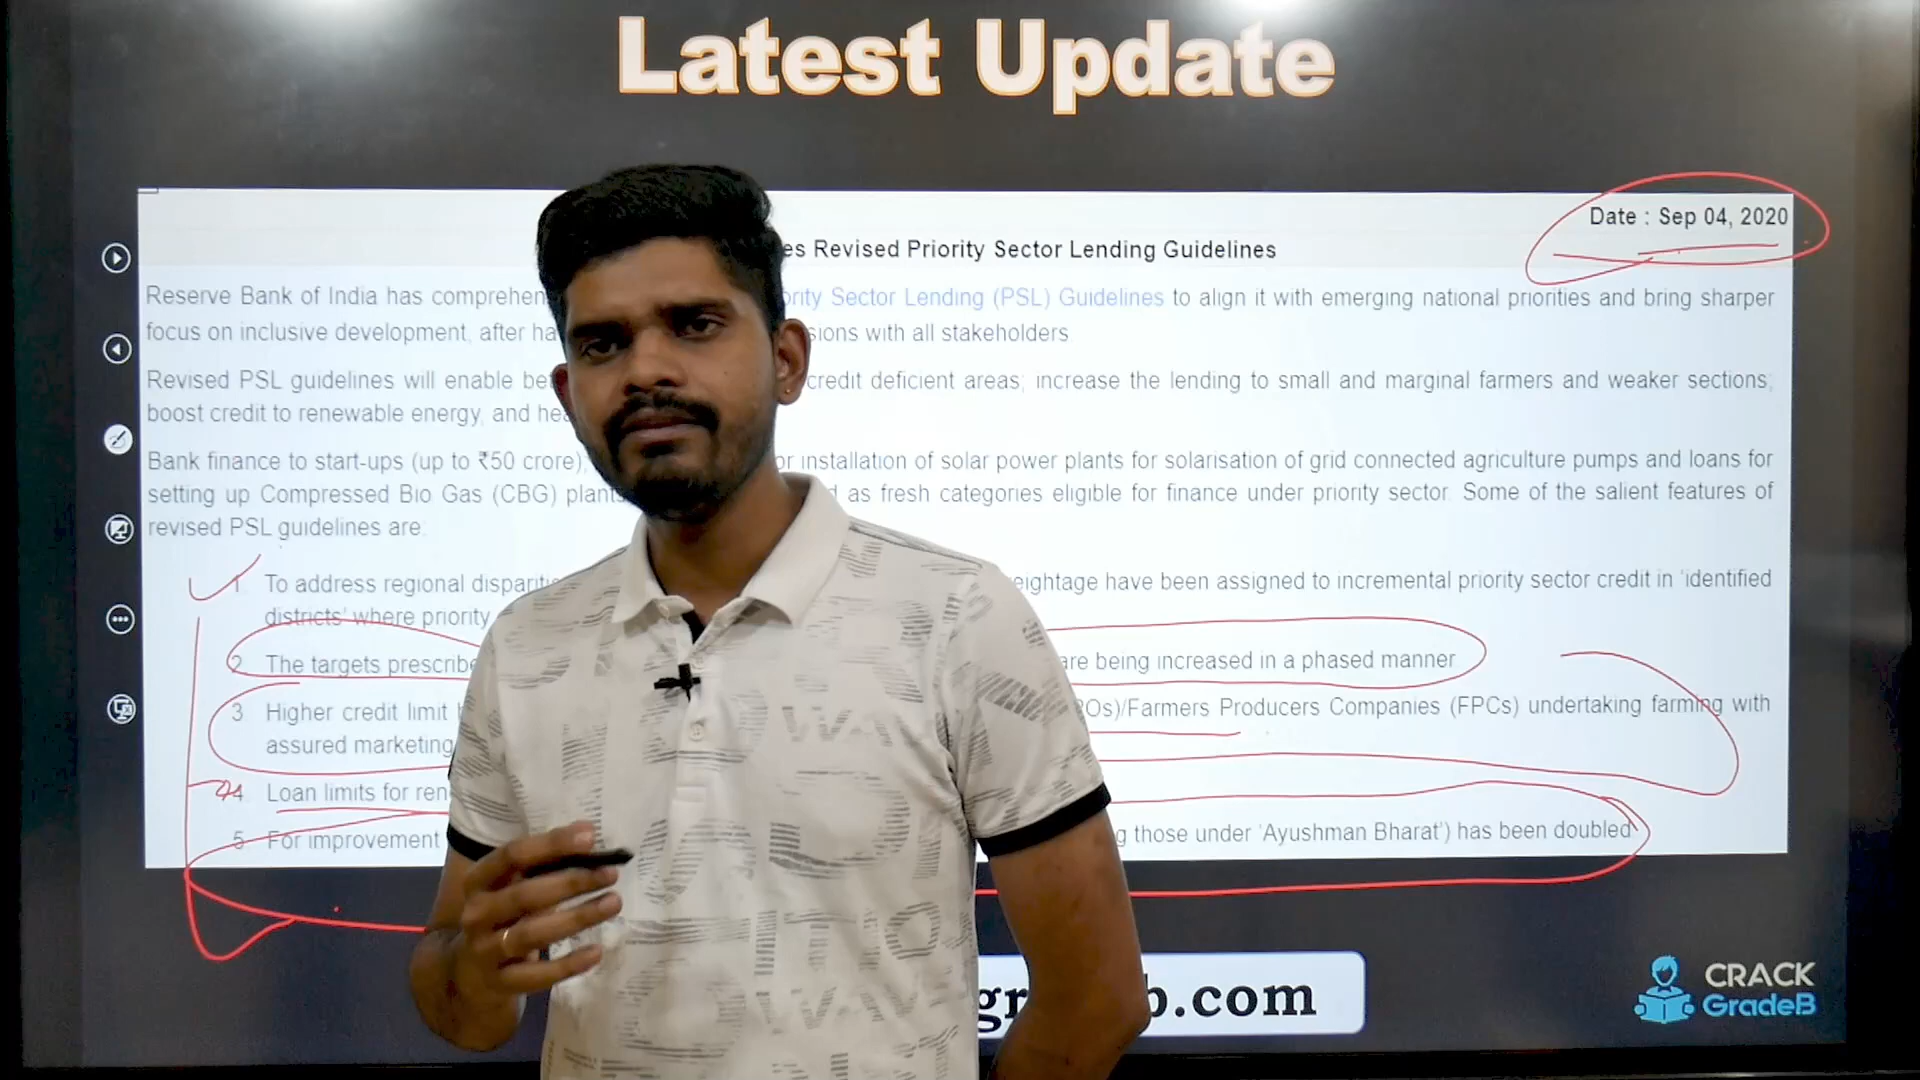 Latest Update
Date : Sep 04, 2020
es Revised Priority Sector Lending Guidelines
Reserve Bank of India has comprehen ority Sector Lending (PSL) Guidelines to align it with emerging national priorities and bring sharper
focus on inclusive development, after ha sions with all stakeholders
Revised PSL guidelines will enable bet credit deficient areas; increase the lending to small and marginal farmers and weaker sections;
boost credit to renewable energy, and hea
Bank finance to start-ups (up to ₹50 crore); or installation of solar power plants for solarisation of grid connected agriculture pumps and loans for
setting up Compressed Bio Gas (CBG) plants d as fresh categories eligible for finance under priority sector. Some of the salient features of
revised PSL guidelines are:
1. To address regional disparitie eightage have been assigned to incremental priority sector credit in 'identified
districts' where priority
2. The targets prescribe are being increased in a phased manner.
3. Higher credit limit POs)/Farmers Producers Companies (FPCs) undertaking farming with
assured marketing
4. Loan limits for ren
5. For improvement g those under 'Ayushman Bharat') has been doubled.
gr b.com
CRACK
GradeB